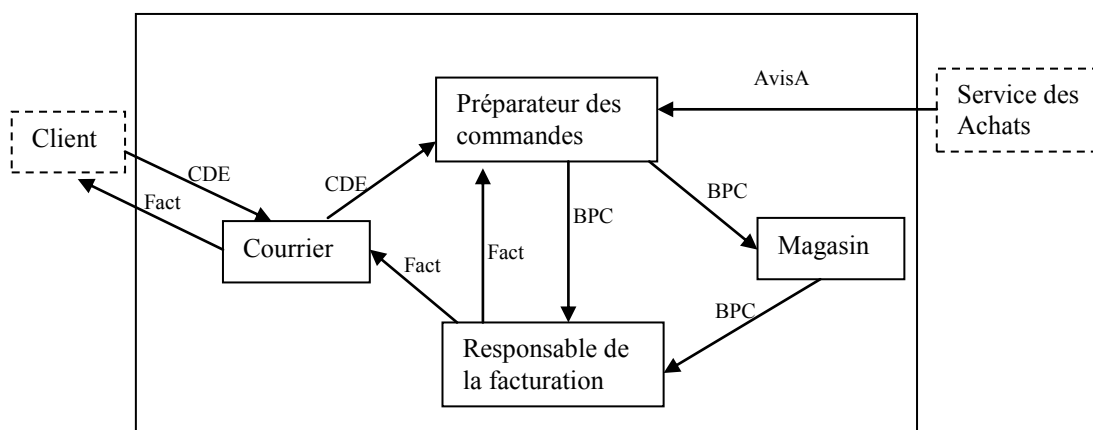 AvisA
Préparateur des
commandes
Service des
Achats
Client
CDE
CDE
Fact
BPC
BPC
Courrier
Magasin
Fact
Fact
BPC
Responsable de
la facturation